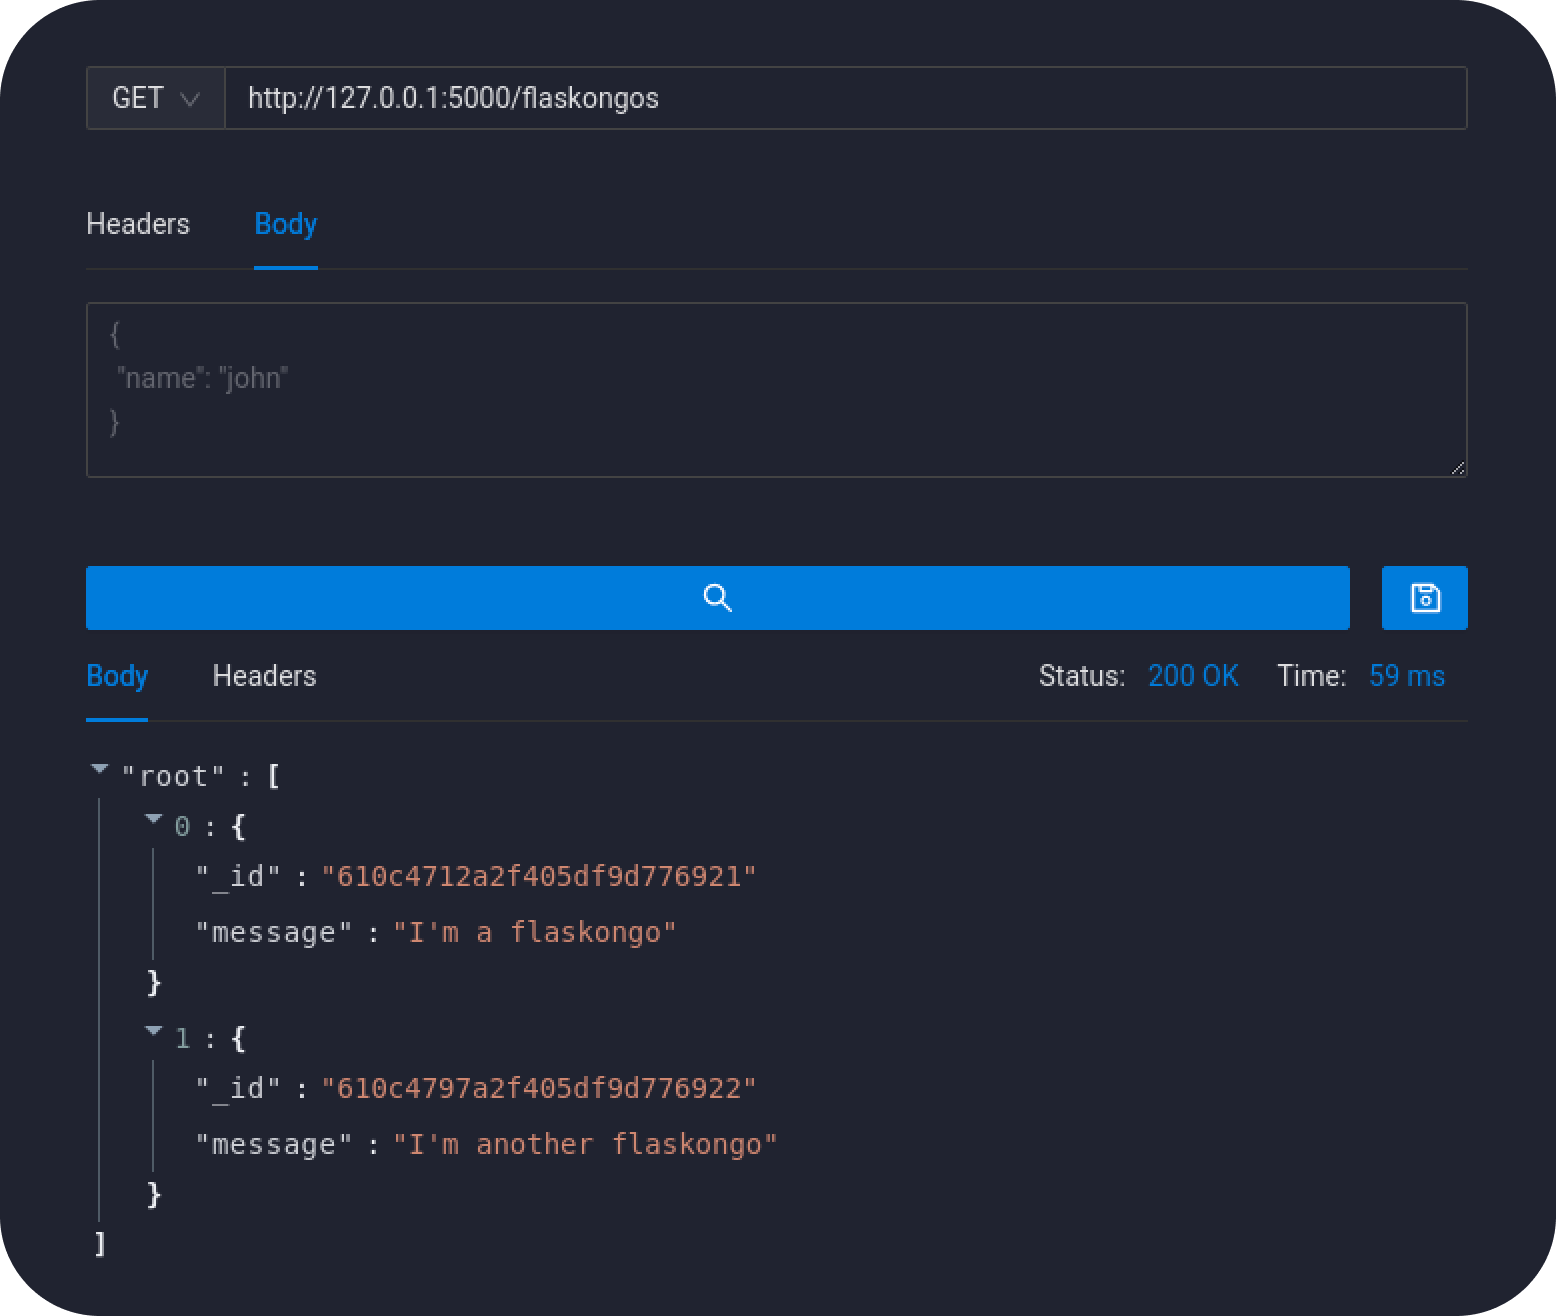 GET http://127.0.0.1:5000/flaskongos
Headers Body
{
"name": "john"
}
Body Headers Status: 200 OK Time: 59 ms
"root" : [
0 : {
"_id" : "610c4712a2f405df9d776921"
"message" : "I'm a flaskongo"
}
1 : {
"_id" : "610c4797a2f405df9d776922"
"message" : "I'm another flaskongo"
}
]